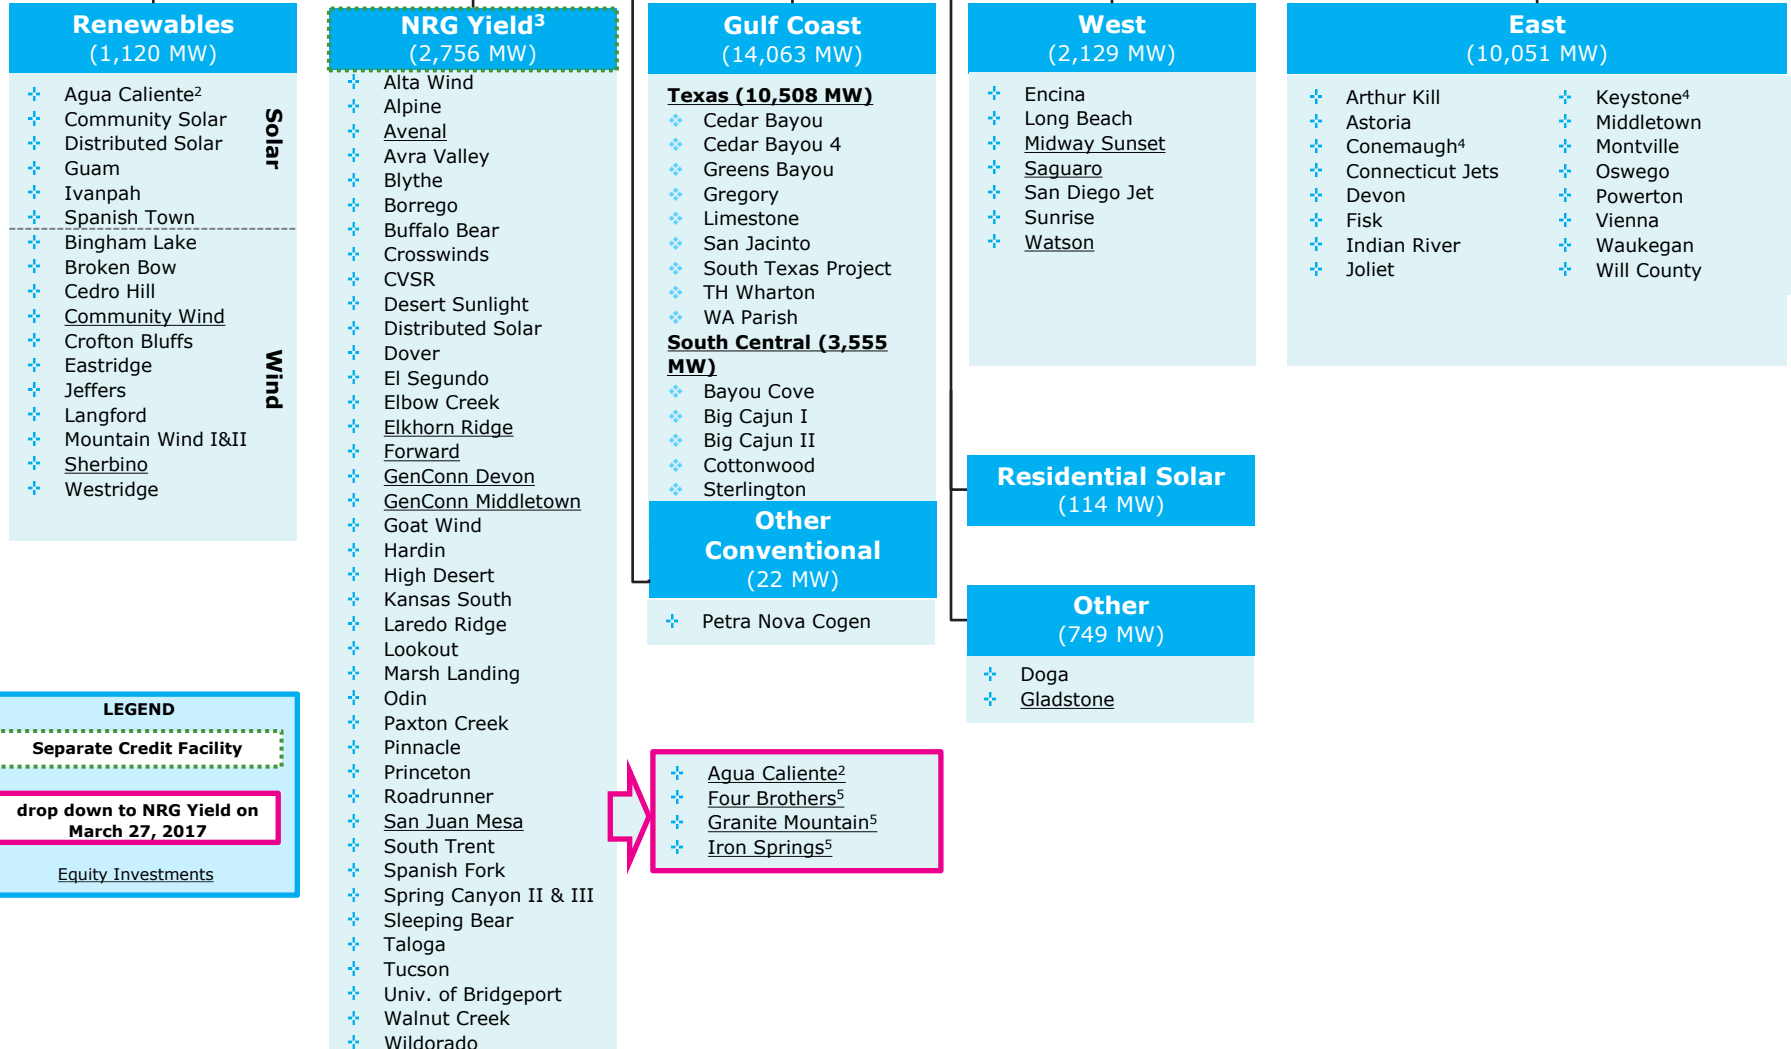 Renewables
(1,120 MW)
Agua Caliente²
Community Solar
Distributed Solar
Guam
Ivanpah
Spanish Town
Solar
Bingham Lake
Broken Bow
Cedro Hill
Community Wind
Crofton Bluffs
Eastridge
Jeffers
Langford
Mountain Wind I&II
Sherbino
Westridge
Wind
LEGEND
Separate Credit Facility
drop down to NRG Yield on
March 27, 2017
Equity Investments
NRG Yield³
(2,756 MW)
Alta Wind
Alpine
Avenal
Avra Valley
Blythe
Borrego
Buffalo Bear
Crosswinds
CVSR
Desert Sunlight
Distributed Solar
Dover
El Segundo
Elbow Creek
Elkhorn Ridge
Forward
GenConn Devon
GenConn Middletown
Goat Wind
Hardin
High Desert
Kansas South
Laredo Ridge
Lookout
Marsh Landing
Odin
Paxton Creek
Pinnacle
Princeton
Roadrunner
San Juan Mesa
South Trent
Spanish Fork
Spring Canyon II & III
Sleeping Bear
Taloga
Tucson
Univ. of Bridgeport
Walnut Creek
Wildorado
Gulf Coast
(14,063 MW)
Texas (10,508 MW)
Cedar Bayou
Cedar Bayou 4
Greens Bayou
Gregory
Limestone
San Jacinto
South Texas Project
TH Wharton
WA Parish
South Central (3,555
MW)
Bayou Cove
Big Cajun I
Big Cajun II
Cottonwood
Sterlington
Other
Conventional
(22 MW)
Petra Nova Cogen
Agua Caliente²
Four Brothers⁵
Granite Mountain⁵
Iron Springs⁵
West
(2,129 MW)
Encina
Long Beach
Midway Sunset
Saguaro
San Diego Jet
Sunrise
Watson
Residential Solar
(114 MW)
Other
(749 MW)
Doga
Gladstone
East
(10,051 MW)
Arthur Kill
Astoria
Conemaugh⁴
Connecticut Jets
Devon
Fisk
Indian River
Joliet
Keystone⁴
Middletown
Montville
Oswego
Powerton
Vienna
Waukegan
Will County